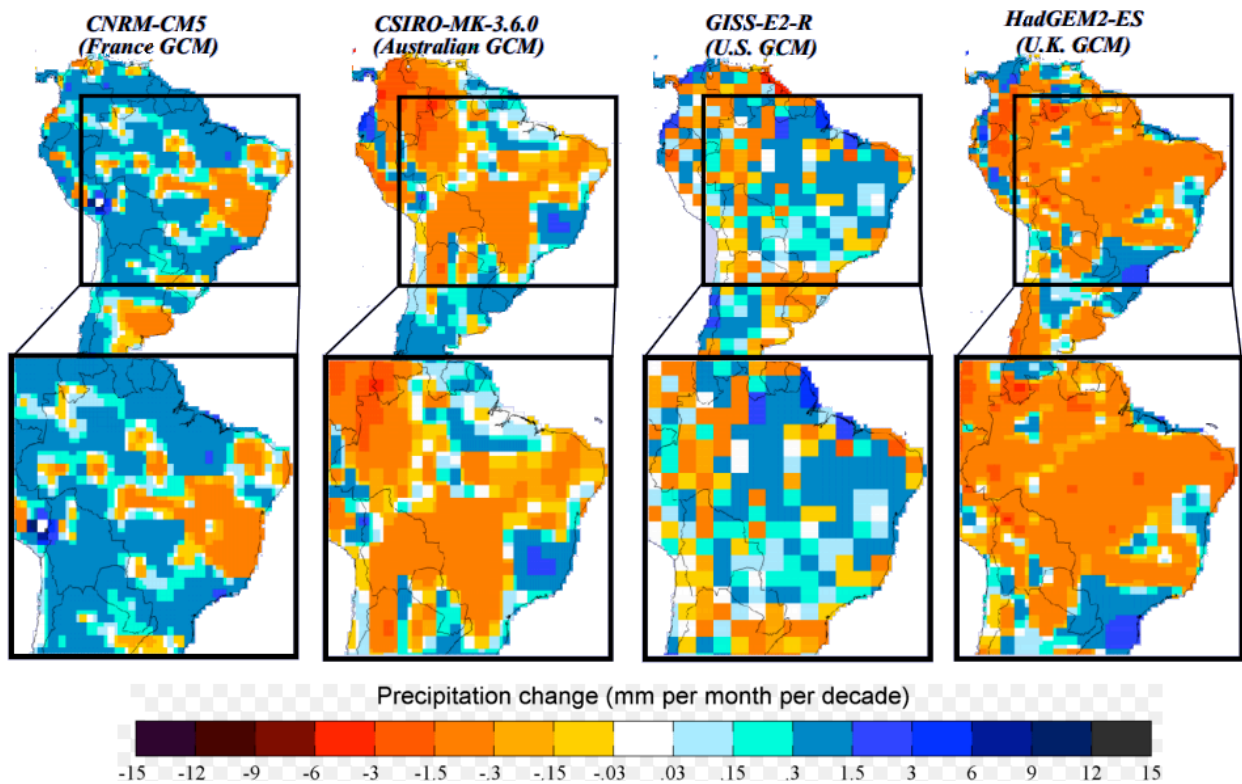 CNRM-CM5
(France GCM)
CSIRO-MK-3.6.0
(Australian GCM)
GISS-E2-R
(U.S. GCM)
HadGEM2-ES
(U.K. GCM)
Precipitation change (mm per month per decade)
-15 -12 -9 -6 -3 -1.5 -.3 -.15 -.03 .03 .15 .3 1.5 3 6 9 12 15